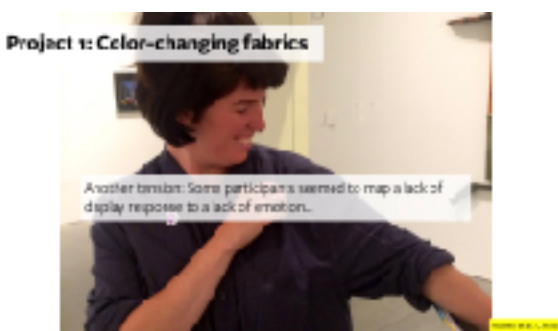 Project 1: Color-changing fabrics
Another tension: Some participants seemed to map a lack of
display response to a lack of emotion...